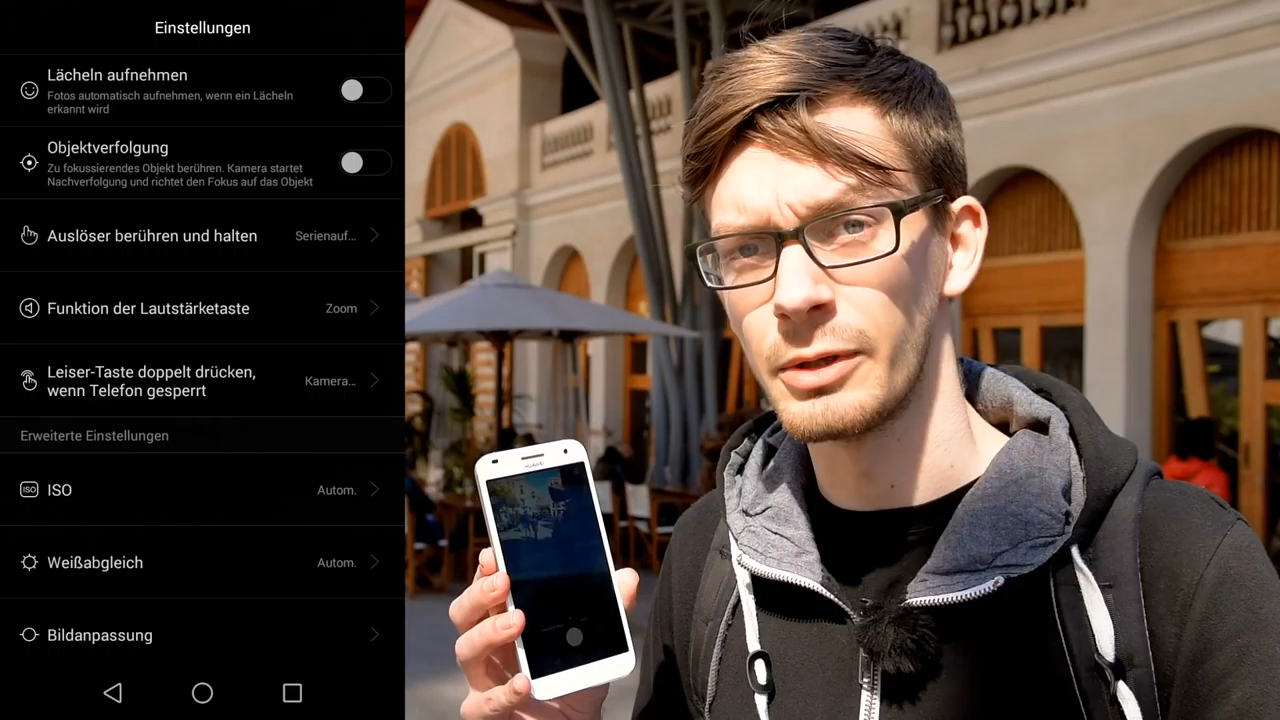 Einstellungen
Lächeln aufnehmen
Fotos automatisch aufnehmen, wenn ein Lächeln
erkannt wird
Objektverfolgung
Zu fokussierendes Objekt berühren. Kamera startet
Nachverfolgung und richtet den Fokus auf das Objekt
Auslöser berühren und halten Serienauf...
Funktion der Lautstärketaste Zoom
Leiser-Taste doppelt drücken,
wenn Telefon gesperrt Kamera...
Erweiterte Einstellungen
ISO ISO Autom.
Weißabgleich Autom.
Bildanpassung
HUAWEI